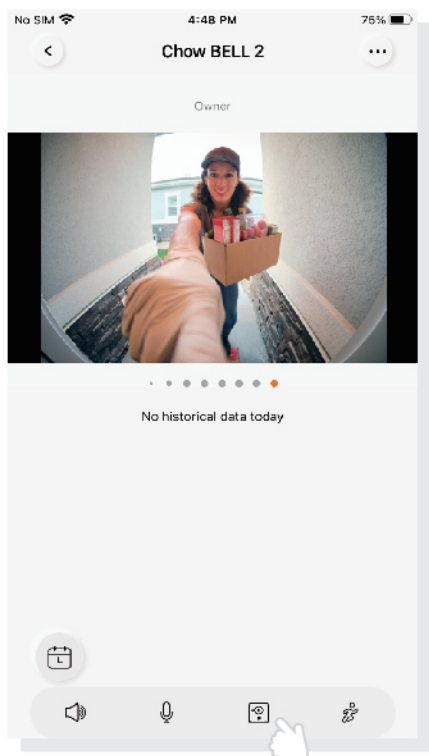 No SIM 4:48 PM 75%
Chow BELL 2
Owner
No historical data today
L